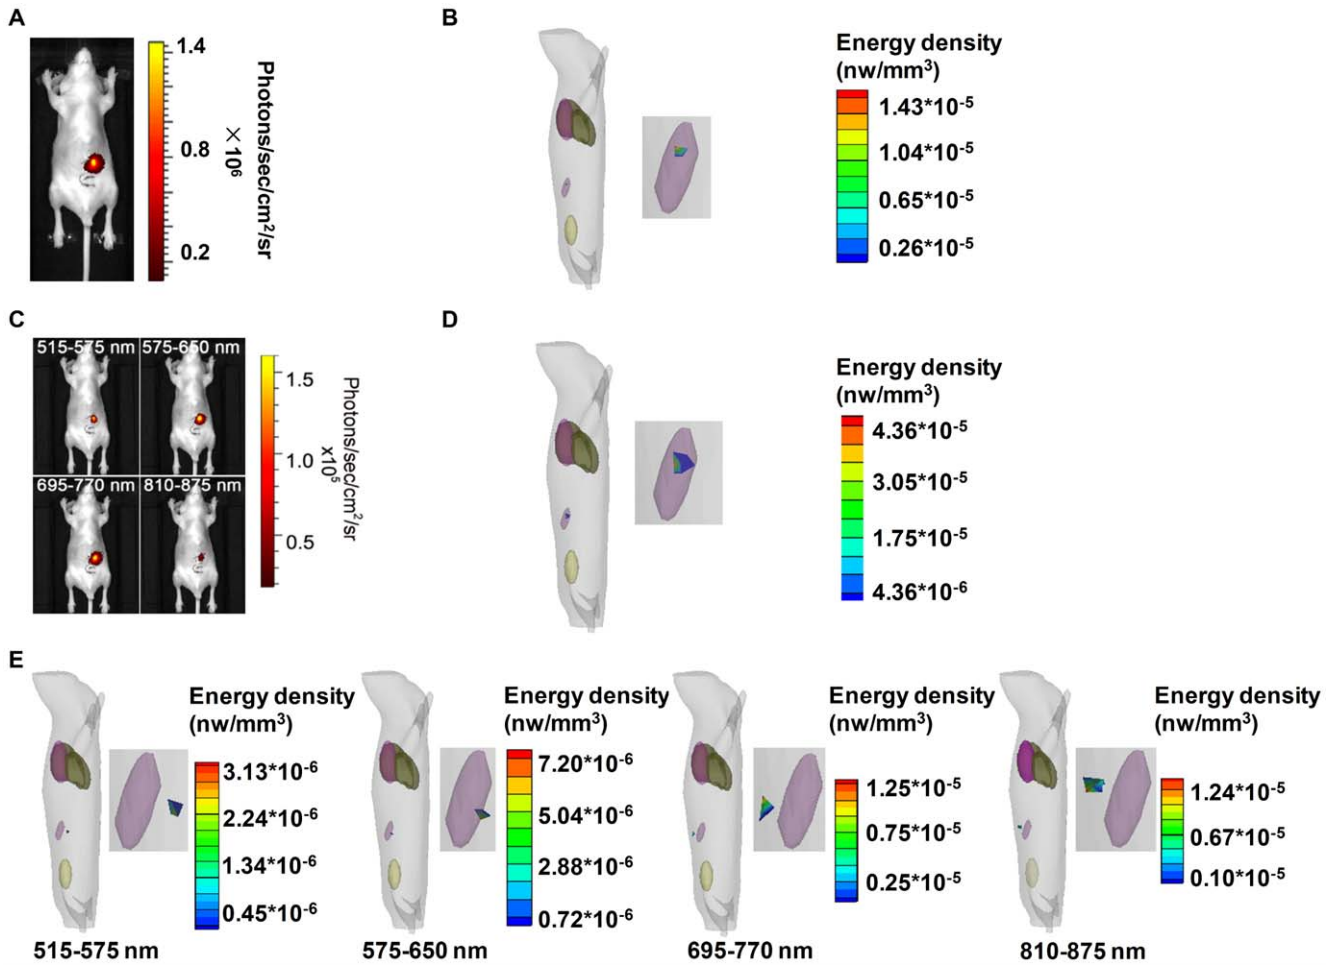 A
1.4
0.8
0.2
Photons/sec/cm²/sr
×10⁶
B
Energy density
(nw/mm³)
1.43*10⁻⁵
1.04*10⁻⁵
0.65*10⁻⁵
0.26*10⁻⁵
C
515-575 nm
575-650 nm
695-770 nm
810-875 nm
1.5
1.0
0.5
Photons/sec/cm²/sr
x10⁵
D
Energy density
(nw/mm³)
4.36*10⁻⁵
3.05*10⁻⁵
1.75*10⁻⁵
4.36*10⁻⁶
E
Energy density
(nw/mm³)
3.13*10⁻⁶
2.24*10⁻⁶
1.34*10⁻⁶
0.45*10⁻⁶
515-575 nm
Energy density
(nw/mm³)
7.20*10⁻⁶
5.04*10⁻⁶
2.88*10⁻⁶
0.72*10⁻⁶
575-650 nm
Energy density
(nw/mm³)
1.25*10⁻⁵
0.75*10⁻⁵
0.25*10⁻⁵
695-770 nm
Energy density
(nw/mm³)
1.24*10⁻⁵
0.67*10⁻⁵
0.10*10⁻⁵
810-875 nm